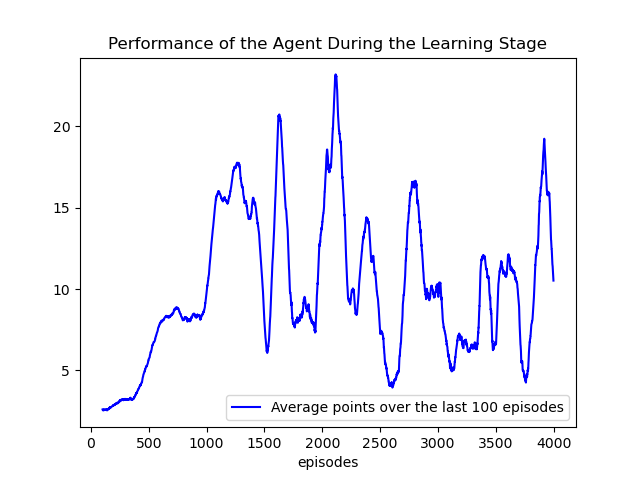 Performance of the Agent During the Learning Stage
20
15
10
5
Average points over the last 100 episodes
0 500 1000 1500 2000 2500 3000 3500 4000
episodes